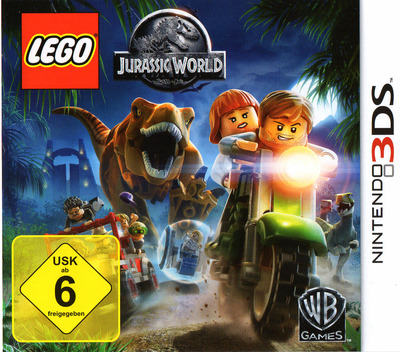 LEGO
JURASSIC WORLD
NINTENDO 3DS
USK
ab
6
freigegeben
WB
GAMES